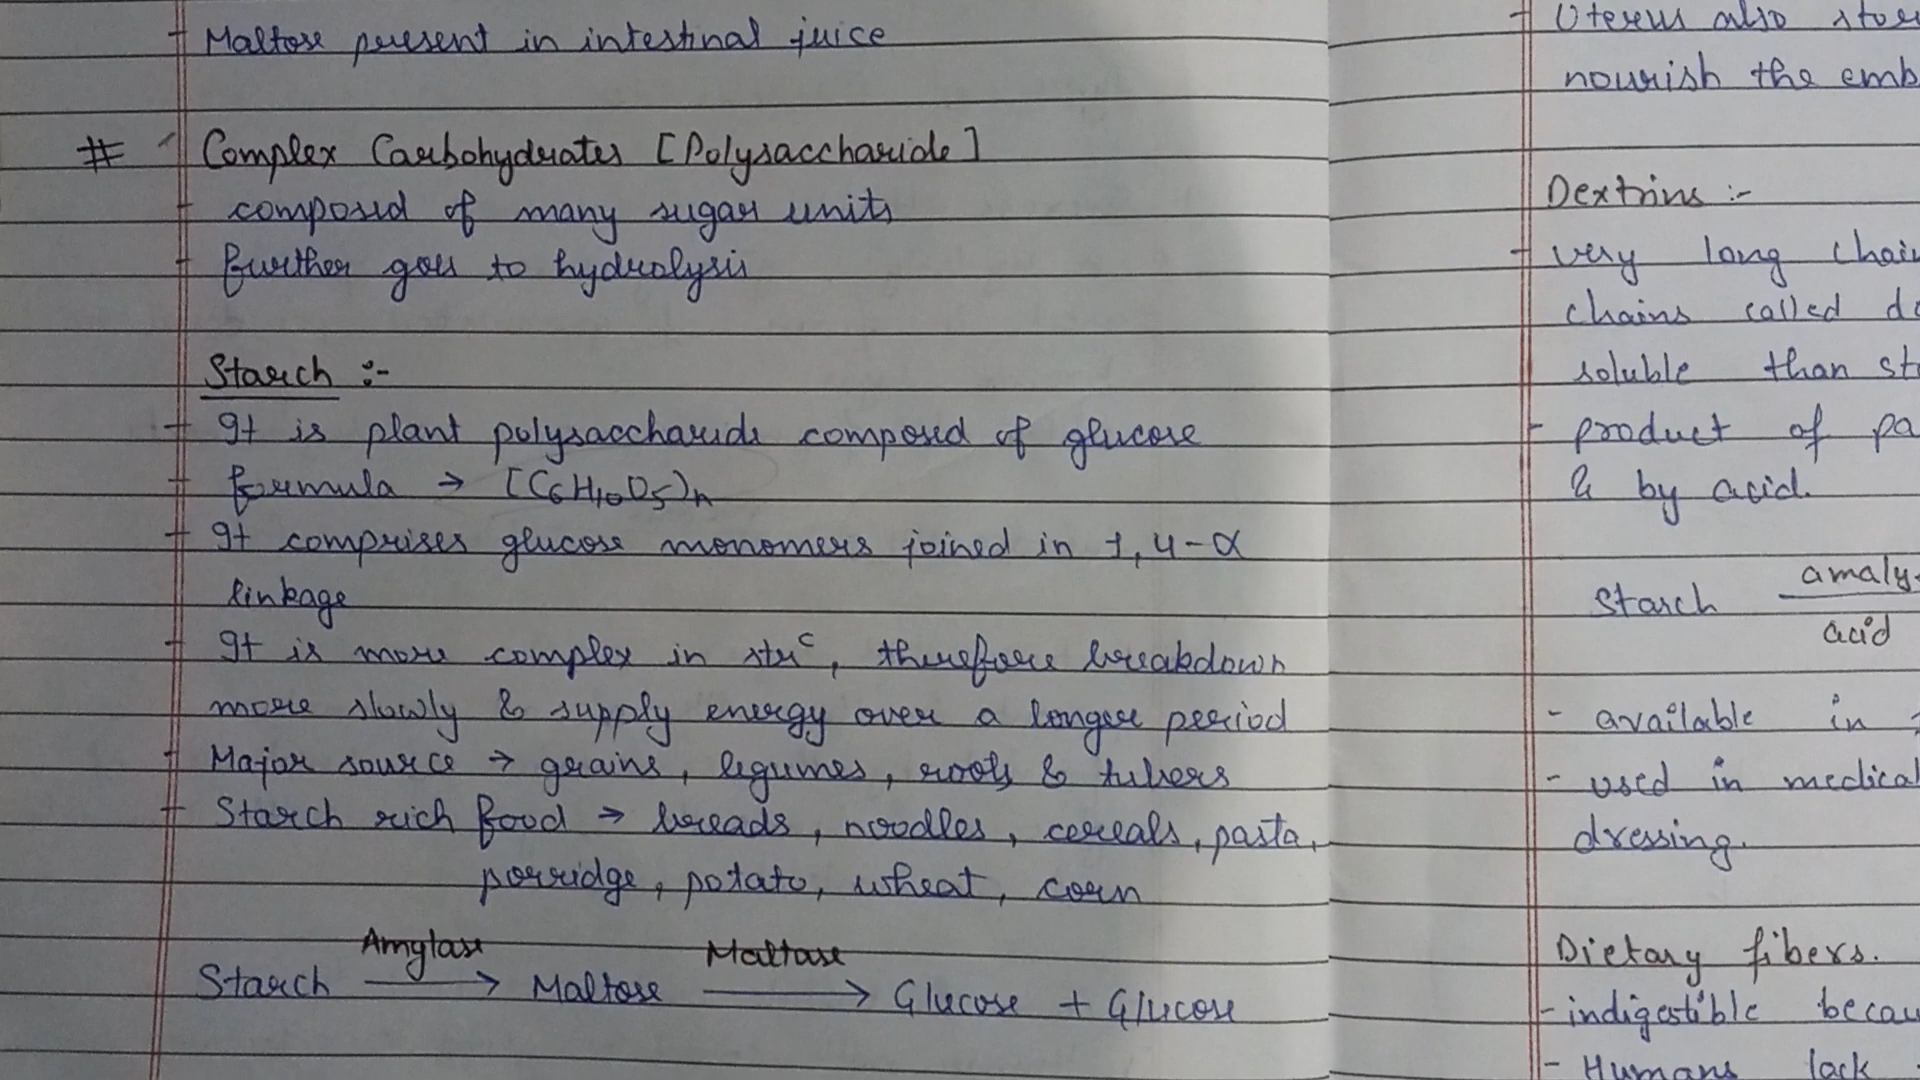 - Maltose present in intestinal juice
# Complex Carbohydrates [Polysaccharide]
- composed of many sugar units
- further goes to hydrolysis
Starch :-
- It is plant polysaccharide composed of glucose
- formula → [C6H10O5)n
- It comprises glucose monomers joined in 1,4-α
linkage
- It is more complex in strᶜ, therefore breakdown
more slowly & supply energy over a longer period
- Major source → grains, legumes, roots & tubers
- Starch rich food → breads, noodles, cereals, pasta,
porridge, potato, wheat, corn
Amylase Maltase
Starch → Maltose → Glucose + Glucose
- Uterus also
nourish the
Dextrins :-
- very long
chains called
soluble than
- product of
& by acid.
Starch
acid
- available in
- used in medical
dressing.
Dietary fibers.
- indigestible
- Humans lack